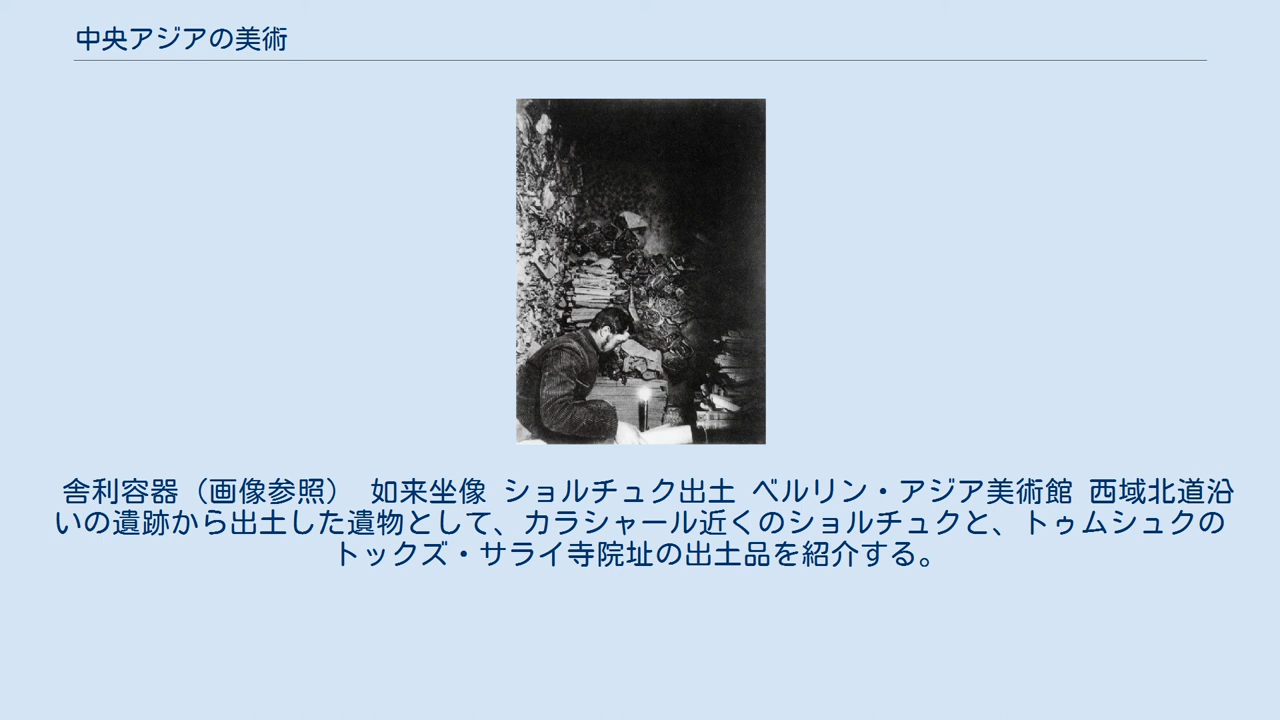 中央アジアの美術
舎利容器（画像参照） 如来坐像 ショルチュク出土 ベルリン・アジア美術館 西域北道沿
いの遺跡から出土した遺物として、カラシャール近くのショルチュクと、トゥムシュクの
トックズ・サライ寺院址の出土品を紹介する。